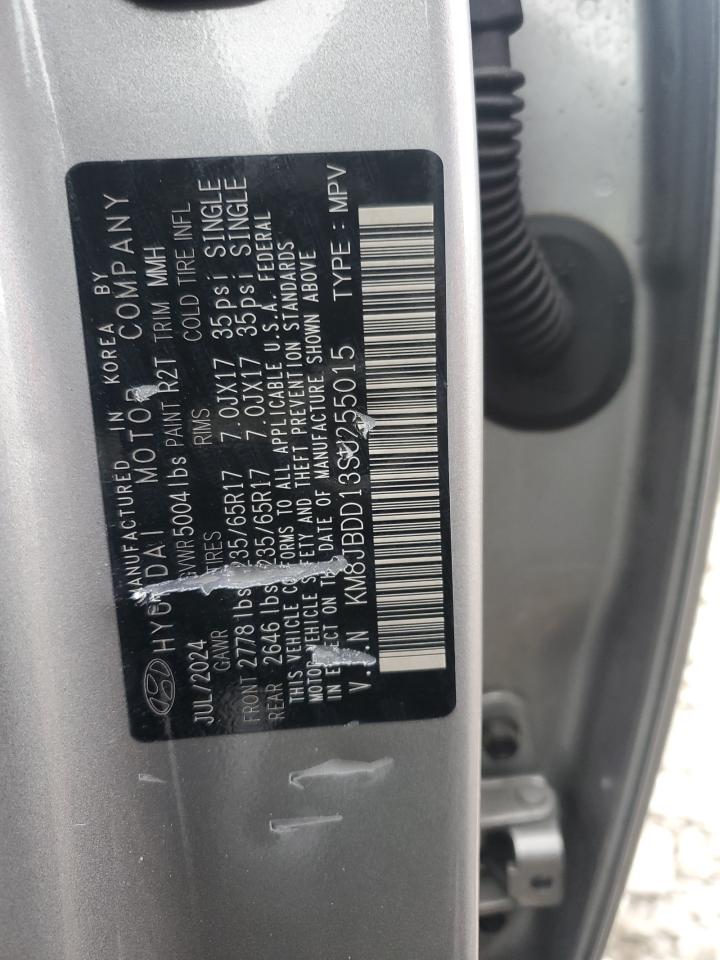 MANUFACTURED IN KOREA BY
HYUNDAI MOTOR COMPANY
JUL/2024 GVWR 5004 lbs PAINT R2T TRIM MMH
GAWR TIRES RIMS COLD TIRE INFL
FRONT 2778 lbs 235/65R17 7.0JX17 35psi SINGLE
REAR 2646 lbs 235/65R17 7.0JX17 35psi SINGLE
THIS VEHICLE CONFORMS TO ALL APPLICABLE U.S.A. FEDERAL
MOTOR VEHICLE SAFETY AND THEFT PREVENTION STANDARDS
IN EFFECT ON THE DATE OF MANUFACTURE SHOWN ABOVE
V.I.N KM8JBDD13SU255015 TYPE : MPV